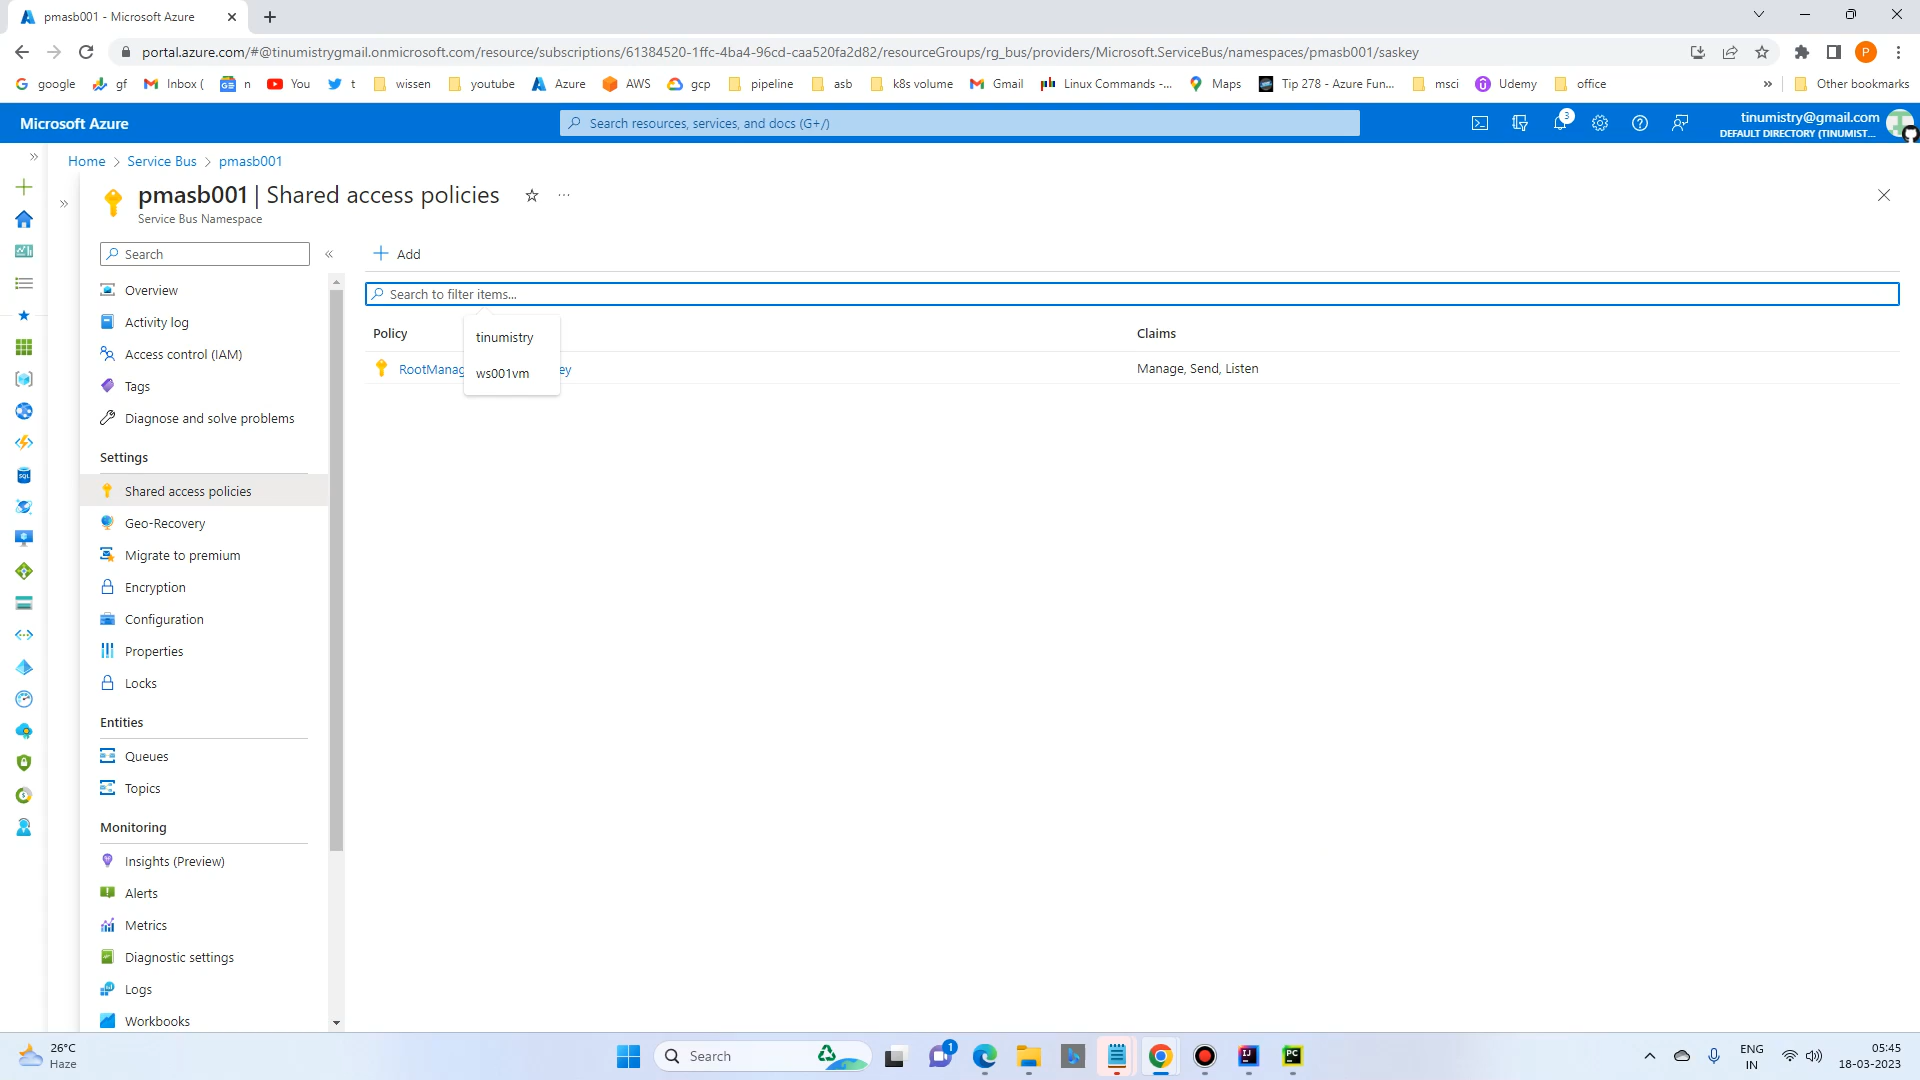 pmasb001 - Microsoft Azure
portal.azure.com/#@tinumistrygmail.onmicrosoft.com/resource/subscriptions/61384520-1ffc-4ba4-96cd-caa520fa2d82/resourceGroups/rg_bus/providers/Microsoft.ServiceBus/namespaces/pmasb001/saskey
P
google gf Inbox ( n You t wissen youtube Azure AWS gcp pipeline asb k8s volume Gmail Linux Commands -... Maps Tip 278 - Azure Fun... msci Udemy office » Other bookmarks
Microsoft Azure
Search resources, services, and docs (G+/)
3
tinumistry@gmail.com
DEFAULT DIRECTORY (TINUMIST...
Home > Service Bus > pmasb001
pmasb001 | Shared access policies
Service Bus Namespace
Search
Add
Search to filter items...
Policy
Claims
tinumistry
ws001vm
RootManag ey
Manage, Send, Listen
Overview
Activity log
Access control (IAM)
Tags
Diagnose and solve problems
Settings
Shared access policies
Geo-Recovery
Migrate to premium
Encryption
Configuration
Properties
Locks
Entities
Queues
Topics
Monitoring
Insights (Preview)
Alerts
Metrics
Diagnostic settings
Logs
Workbooks
26°C
Haze
Search
1
ENG
IN
05:45
18-03-2023